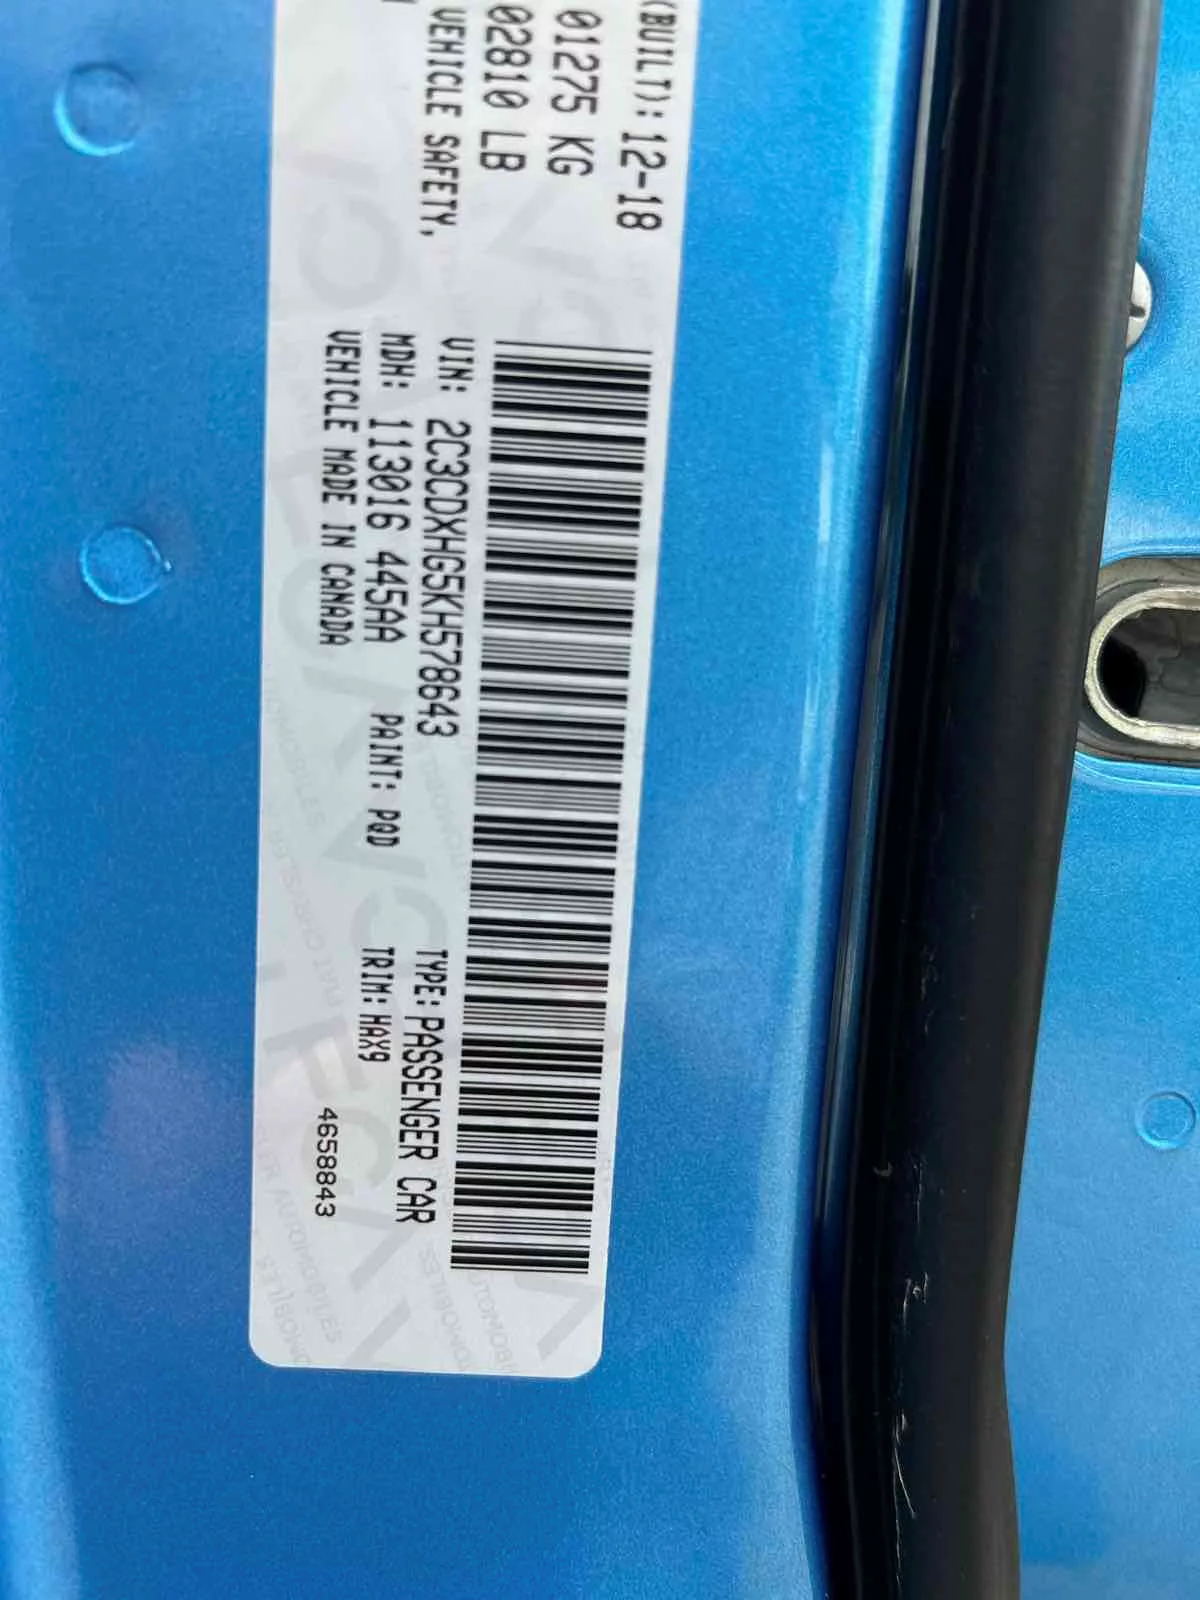 (BUILT): 12-18
01275 KG
02810 LB
VEHICLE SAFETY,
VIN: 2C3CDXHG5KH578643
TYPE: PASSENGER CAR
MDH: 113016 445AA
PAINT: PQD
TRIM: HAX9
VEHICLE MADE IN CANADA
4658843